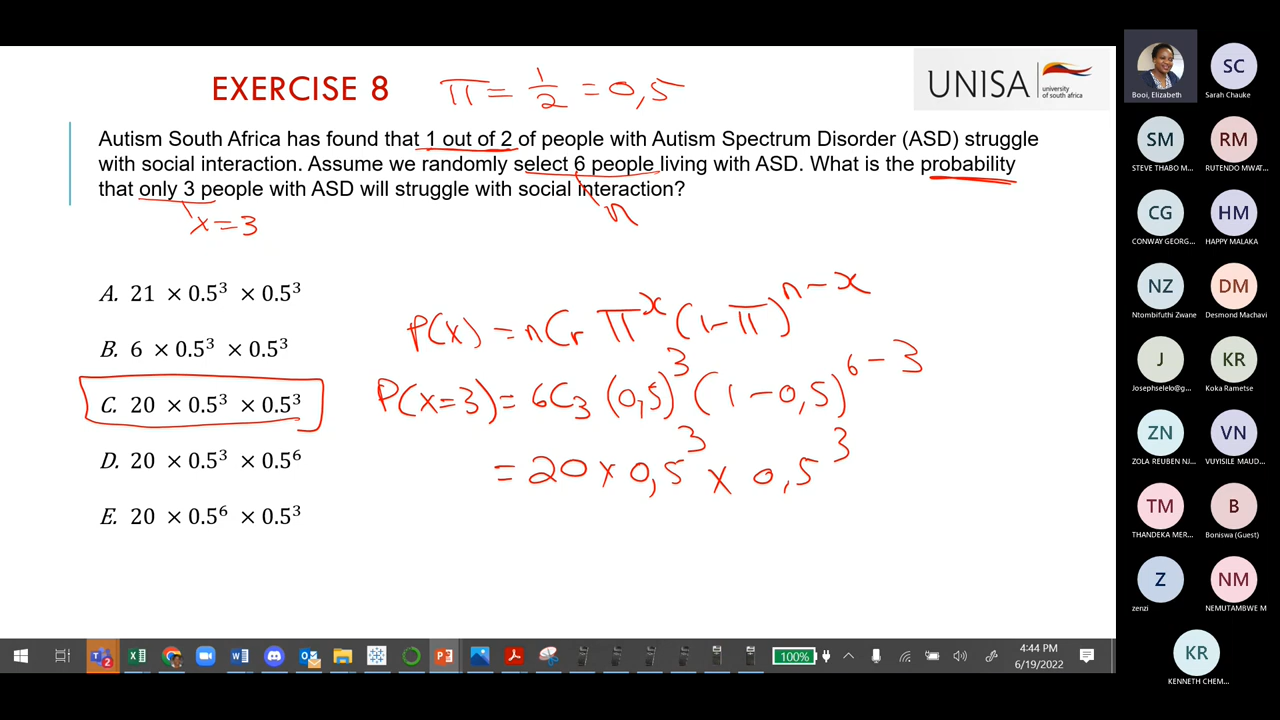 EXERCISE 8
π = 1/2 = 0,5
UNISA
university
of south africa
Autism South Africa has found that 1 out of 2 of people with Autism Spectrum Disorder (ASD) struggle
with social interaction. Assume we randomly select 6 people living with ASD. What is the probability
that only 3 people with ASD will struggle with social interaction?
x = 3
n
A. 21 × 0.5³ × 0.5³
B. 6 × 0.5³ × 0.5³
C. 20 × 0.5³ × 0.5³
D. 20 × 0.5³ × 0.5⁶
E. 20 × 0.5⁶ × 0.5³
P(x) = nCr π^x (1-π)^(n-x)
P(x=3) = 6C3 (0,5)³ (1-0,5)^(6-3)
= 20 × 0,5³ × 0,5³
Booi, Elizabeth
SC
Sarah Chauke
SM
STEVE THABO M...
RM
RUTENDO MWAT...
CG
CONWAY GEORG...
HM
HAPPY MALAKA
NZ
Ntombifuthi Zwane
DM
Desmond Machavi
J
Josephselelo@g...
KR
Koka Rametse
ZN
ZOLA REUBEN NJ...
VN
VUYISILE MAUD...
TM
THANDEKA MER...
B
Boniswa (Guest)
Z
zenzi
NM
NEMUTAMBWE M
KR
KENNETH CHEM...
100%
4:44 PM
6/19/2022